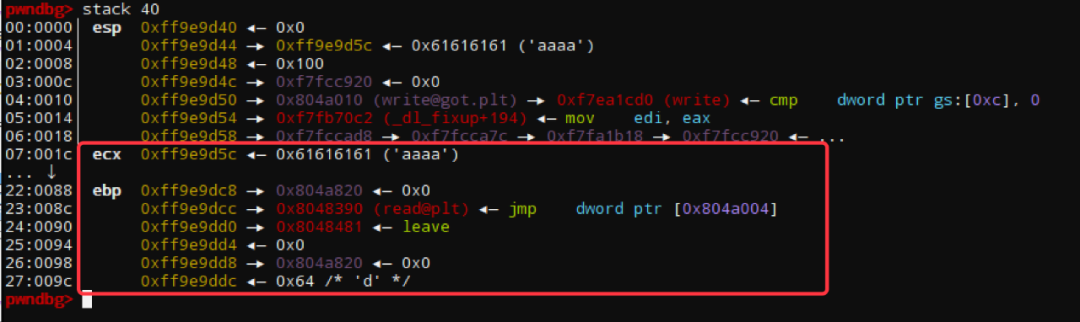 pwndbg> stack 40
00:0000│ esp 0xff9e9d40 ◂— 0x0
01:0004│ 0xff9e9d44 —▸ 0xff9e9d5c ◂— 0x61616161 ('aaaa')
02:0008│ 0xff9e9d48 ◂— 0x100
03:000c│ 0xff9e9d4c —▸ 0xf7fcc920 ◂— 0x0
04:0010│ 0xff9e9d50 —▸ 0x804a010 (write@got.plt) —▸ 0xf7ea1cd0 (write) ◂— cmp dword ptr gs:[0xc], 0
05:0014│ 0xff9e9d54 —▸ 0xf7fb70c2 (_dl_fixup+194) ◂— mov edi, eax
06:0018│ 0xff9e9d58 —▸ 0xf7fccad8 —▸ 0xf7fcca7c —▸ 0xf7fa1b18 —▸ 0xf7fcc920 ◂— ...
07:001c│ ecx 0xff9e9d5c ◂— 0x61616161 ('aaaa')
... ↓
22:0088│ ebp 0xff9e9dc8 —▸ 0x804a820 ◂— 0x0
23:008c│ 0xff9e9dcc —▸ 0x8048390 (read@plt) ◂— jmp dword ptr [0x804a004]
24:0090│ 0xff9e9dd0 —▸ 0x8048481 ◂— leave
25:0094│ 0xff9e9dd4 ◂— 0x0
26:0098│ 0xff9e9dd8 —▸ 0x804a820 ◂— 0x0
27:009c│ 0xff9e9ddc ◂— 0x64 /* 'd' */
pwndbg>